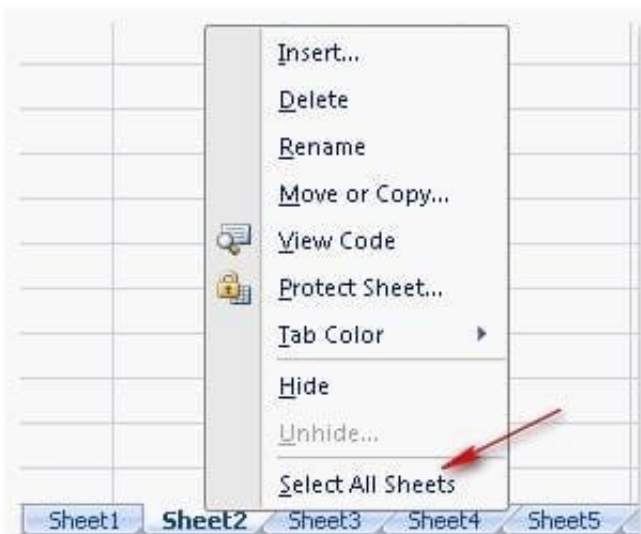 Insert...
Delete
Rename
Move or Copy...
View Code
Protect Sheet...
Tab Color
Hide
Unhide...
Select All Sheets
Sheet1 Sheet2 Sheet3 Sheet4 Sheet5